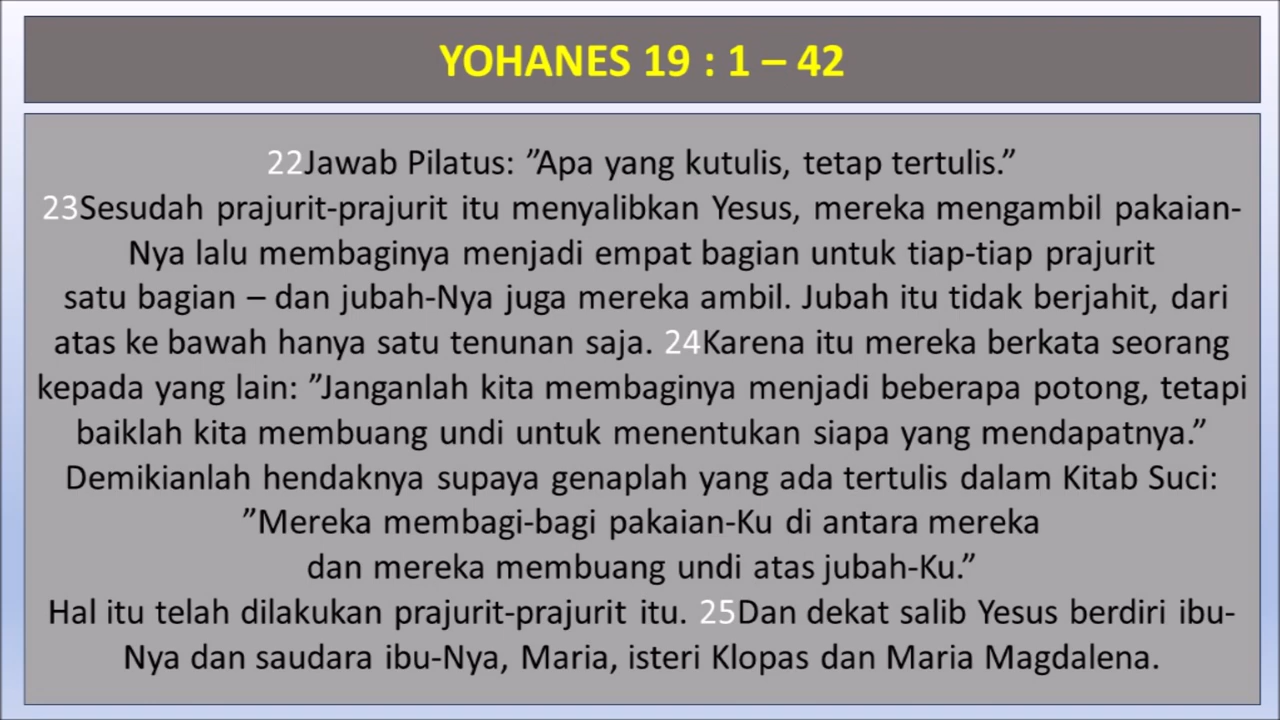 YOHANES 19 : 1 – 42
22Jawab Pilatus: ”Apa yang kutulis, tetap tertulis.”
23Sesudah prajurit-prajurit itu menyalibkan Yesus, mereka mengambil pakaian-
Nya lalu membaginya menjadi empat bagian untuk tiap-tiap prajurit
satu bagian – dan jubah-Nya juga mereka ambil. Jubah itu tidak berjahit, dari
atas ke bawah hanya satu tenunan saja. 24Karena itu mereka berkata seorang
kepada yang lain: ”Janganlah kita membaginya menjadi beberapa potong, tetapi
baiklah kita membuang undi untuk menentukan siapa yang mendapatnya.”
Demikianlah hendaknya supaya genaplah yang ada tertulis dalam Kitab Suci:
”Mereka membagi-bagi pakaian-Ku di antara mereka
dan mereka membuang undi atas jubah-Ku.”
Hal itu telah dilakukan prajurit-prajurit itu. 25Dan dekat salib Yesus berdiri ibu-
Nya dan saudara ibu-Nya, Maria, isteri Klopas dan Maria Magdalena.